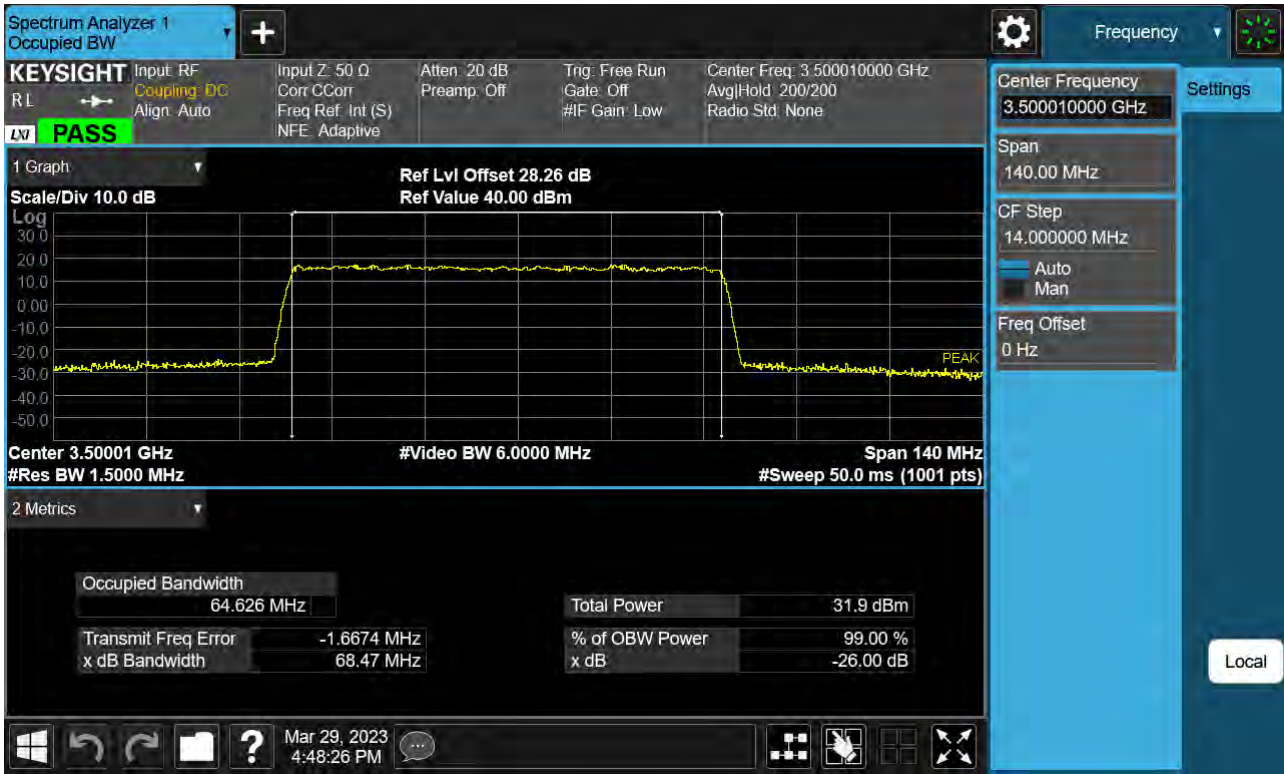 Spectrum Analyzer 1
Occupied BW
+
Frequency
KEYSIGHT
RL
LXI PASS
Input: RF
Coupling: DC
Align: Auto
Input Z: 50 Ω
Corr CCorr
Freq Ref: Int (S)
NFE: Adaptive
Atten: 20 dB
Preamp: Off
Trig: Free Run
Gate: Off
#IF Gain: Low
Center Freq: 3.500010000 GHz
Avg|Hold: 200/200
Radio Std: None
1 Graph
Scale/Div 10.0 dB
Ref Lvl Offset 28.26 dB
Ref Value 40.00 dBm
Log
30.0
20.0
10.0
0.00
-10.0
-20.0
-30.0
-40.0
-50.0
PEAK
Center 3.50001 GHz
#Video BW 6.0000 MHz
Span 140 MHz
#Res BW 1.5000 MHz
#Sweep 50.0 ms (1001 pts)
2 Metrics
Occupied Bandwidth
64.626 MHz
Total Power 31.9 dBm
Transmit Freq Error -1.6674 MHz
% of OBW Power 99.00 %
x dB Bandwidth 68.47 MHz
x dB -26.00 dB
Center Frequency
3.500010000 GHz
Settings
Span
140.00 MHz
CF Step
14.000000 MHz
Auto
Man
Freq Offset
0 Hz
Local
?
Mar 29, 2023
4:48:26 PM